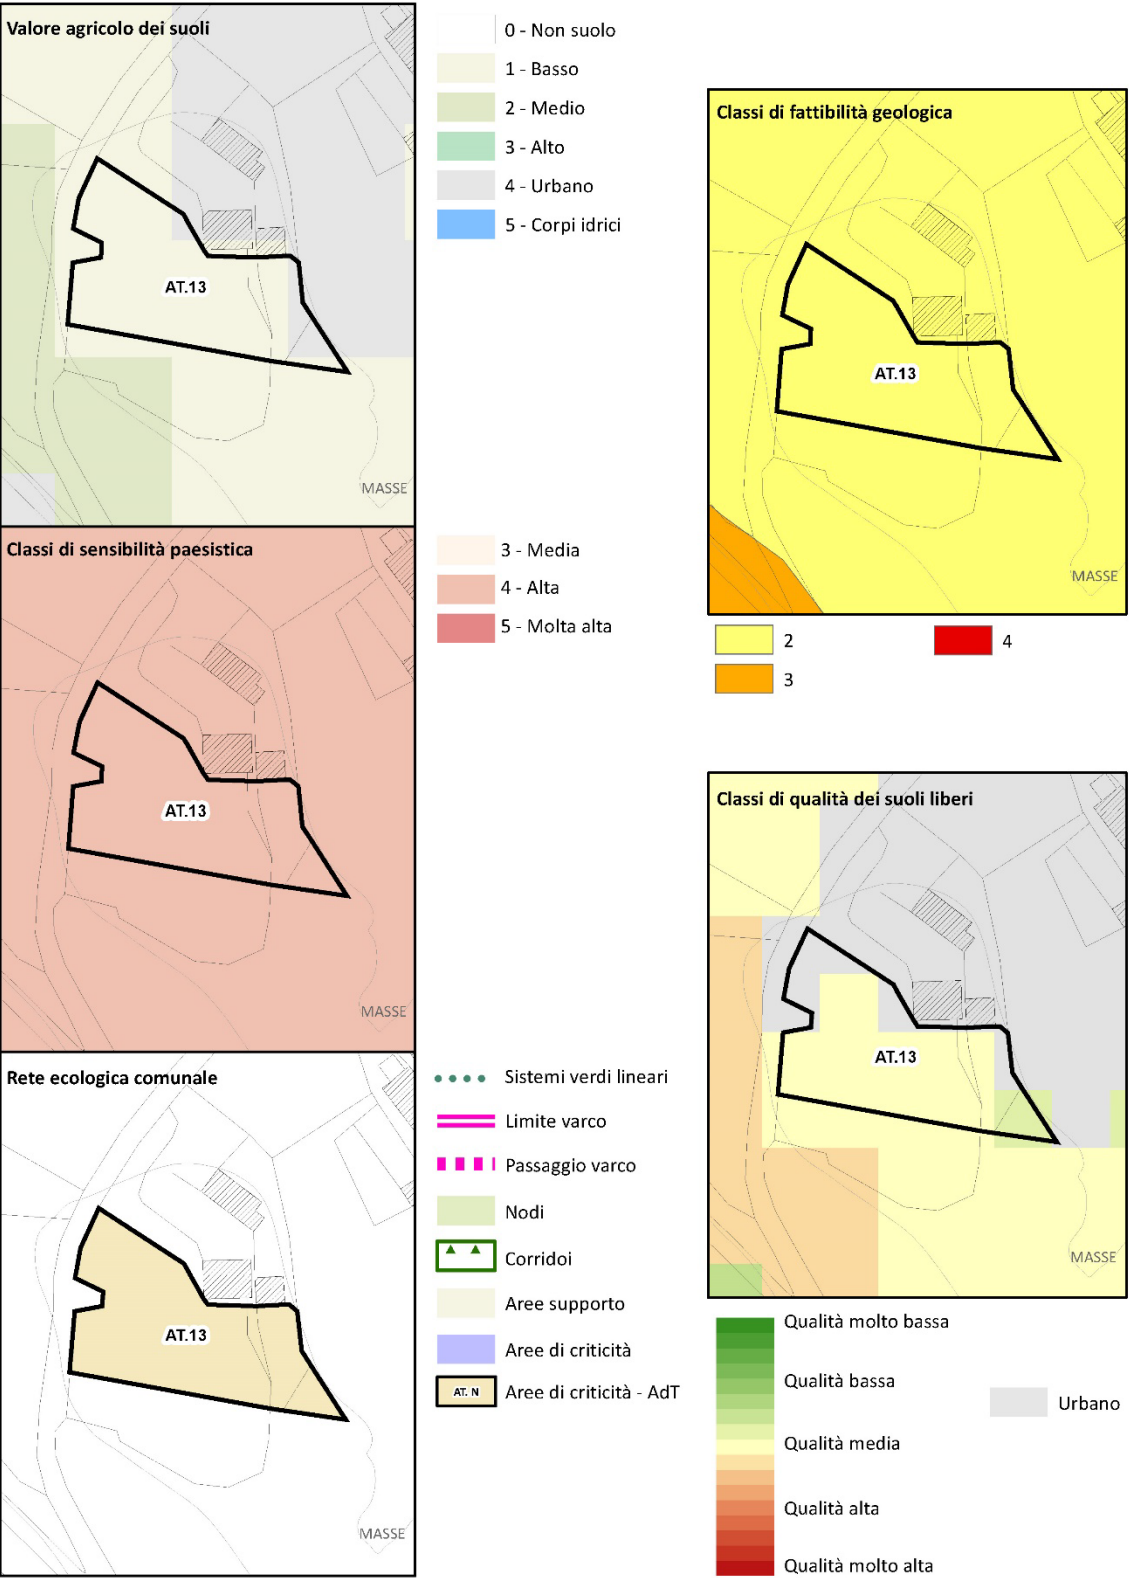 Valore agricolo dei suoli
0 - Non suolo
1 - Basso
2 - Medio
3 - Alto
4 - Urbano
5 - Corpi idrici
AT.13
MASSE
Classi di fattibilità geologica
AT.13
MASSE
2
3
4
Classi di sensibilità paesistica
3 - Media
4 - Alta
5 - Molta alta
AT.13
MASSE
Classi di qualità dei suoli liberi
AT.13
MASSE
Qualità molto bassa
Qualità bassa
Qualità media
Qualità alta
Qualità molto alta
Urbano
Rete ecologica comunale
AT.13
MASSE
Sistemi verdi lineari
Limite varco
Passaggio varco
Nodi
Corridoi
Aree supporto
Aree di criticità
AT. N
Aree di criticità - AdT